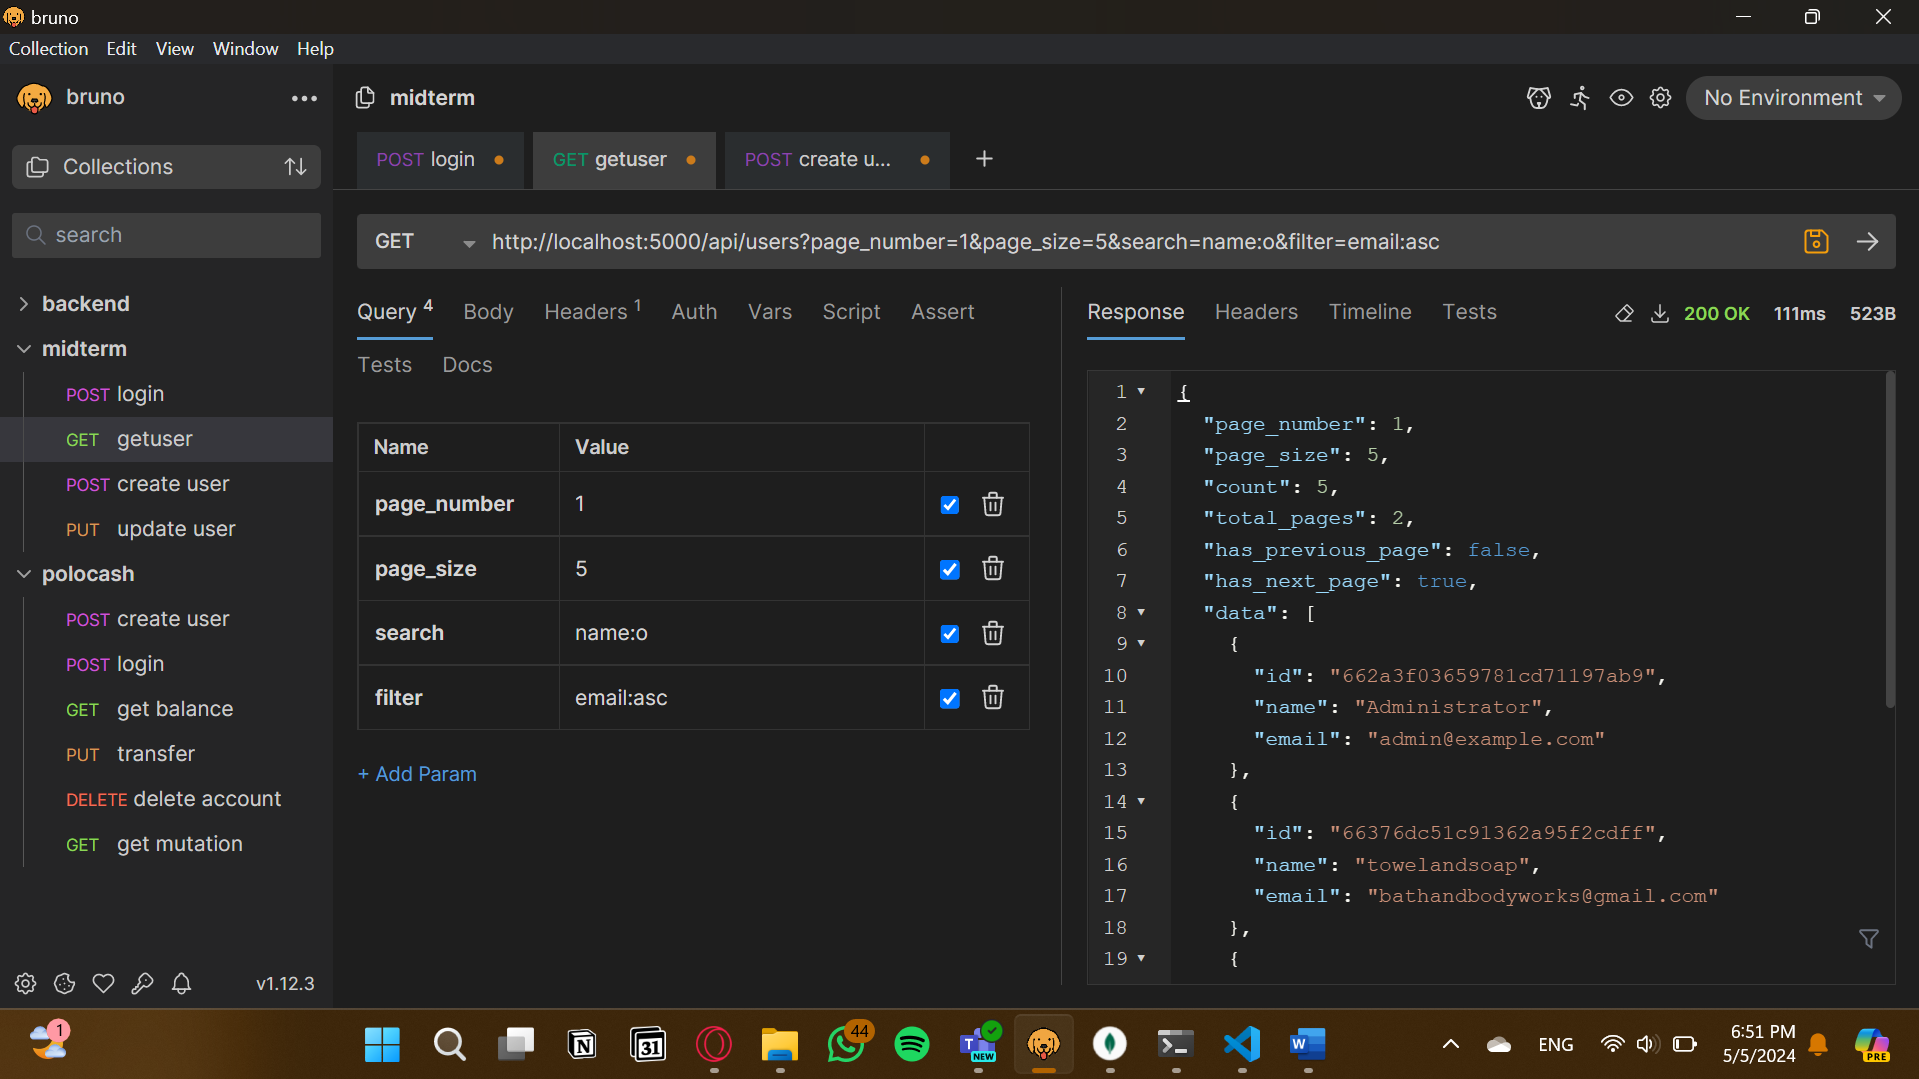 bruno
Collection Edit View Window Help
bruno
midterm
No Environment
Collections
POST login
GET getuser
POST create u...
search
GET http://localhost:5000/api/users?page_number=1&page_size=5&search=name:o&filter=email:asc
backend
midterm
POST login
GET getuser
POST create user
PUT update user
polocash
POST create user
POST login
GET get balance
PUT transfer
DELETE delete account
GET get mutation
v1.12.3
Query 4 Body Headers 1 Auth Vars Script Assert
Tests Docs
Name Value
page_number 1
page_size 5
search name:o
filter email:asc
+ Add Param
Response Headers Timeline Tests 200 OK 111ms 523B
1 {
2 "page_number": 1,
3 "page_size": 5,
4 "count": 5,
5 "total_pages": 2,
6 "has_previous_page": false,
7 "has_next_page": true,
8 "data": [
9 {
10 "id": "662a3f03659781cd71197ab9",
11 "name": "Administrator",
12 "email": "admin@example.com"
13 },
14 {
15 "id": "66376dc51c91362a95f2cdff",
16 "name": "towelandsoap",
17 "email": "bathandbodyworks@gmail.com"
18 },
19 {
1
N
31
44
T
NEW
W
ENG
6:51 PM
5/5/2024
PRE